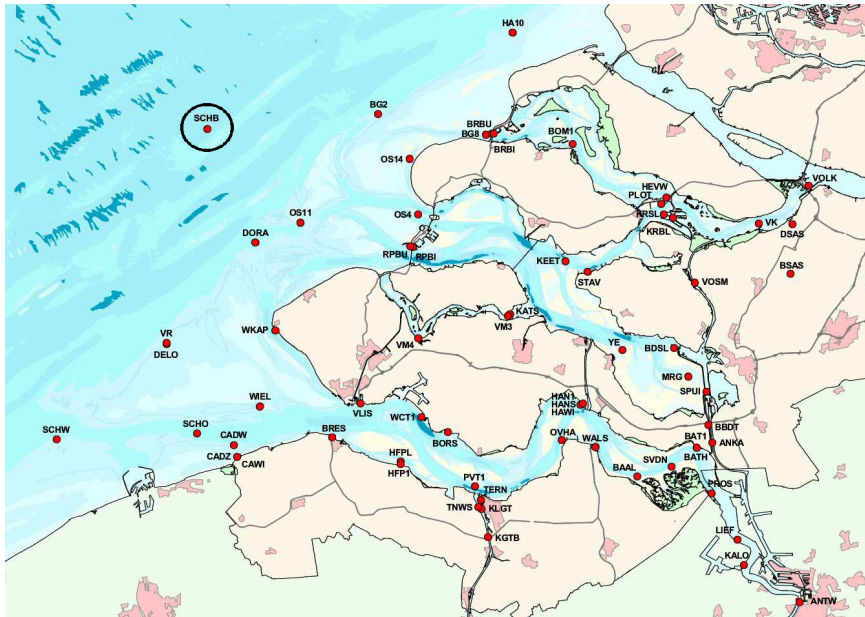 HA10
SCHB
BG2
BRBU
BG8
BRBI
BOM1
OS14
VOLK
HEVW
PLOT
OS4
OS11
KRSL
KRBL
VK
DSAS
DORA
RPBU
RPBI
KEET
STAV
BSAS
VOSM
KATS
VM3
WKAP
VR
DELO
VM4
YE
BDSL
MRG
SPUI
WIEL
VLIS
WCT1
HAN1
HANS
HAWI
SCHW
SCHO
CADW
CADZ
CAWI
BRES
BORS
OVHA
WALS
BBDT
BAT1
ANKA
BATH
HFPL
HFP1
SVDN
BAAL
PVT1
TERN
TNWS
KLGT
PROS
KGTB
LIEF
KALO
ANTW